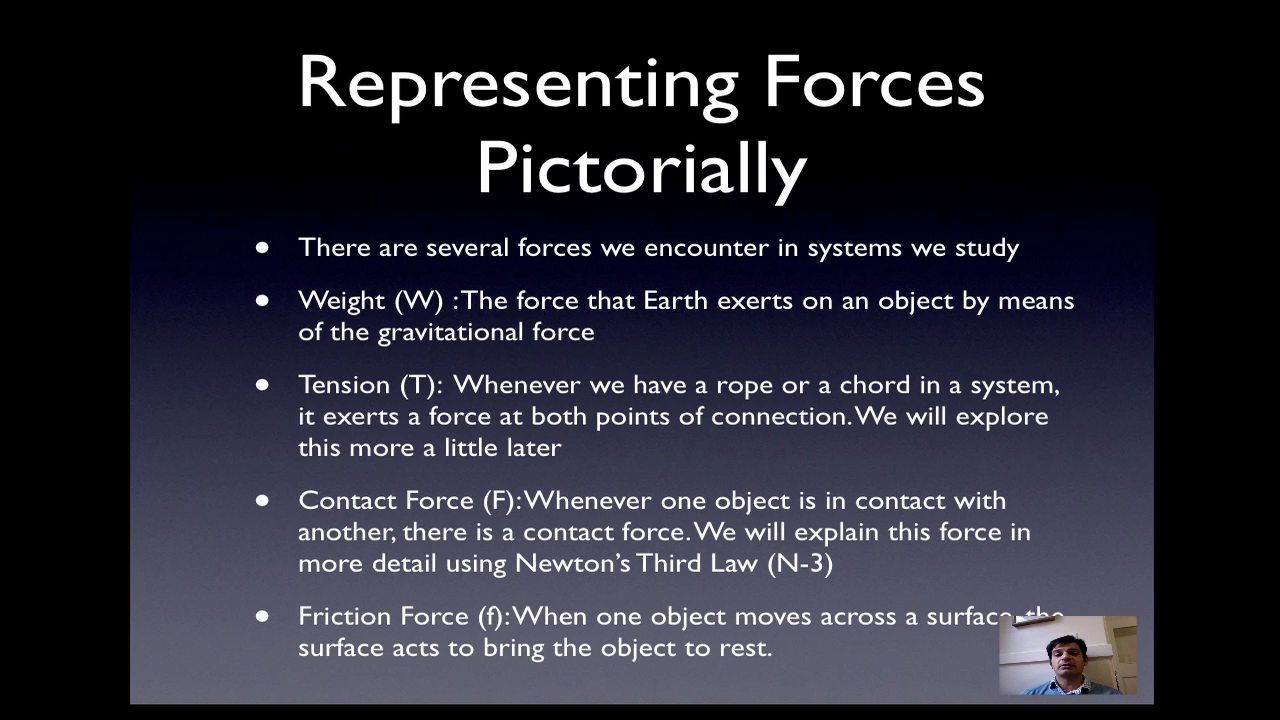 Representing Forces
Pictorially
• There are several forces we encounter in systems we study
• Weight (W) : The force that Earth exerts on an object by means
of the gravitational force
• Tension (T): Whenever we have a rope or a chord in a system,
it exerts a force at both points of connection. We will explore
this more a little later
• Contact Force (F): Whenever one object is in contact with
another, there is a contact force. We will explain this force in
more detail using Newton's Third Law (N-3)
• Friction Force (f): When one object moves across a surface, the
surface acts to bring the object to rest.